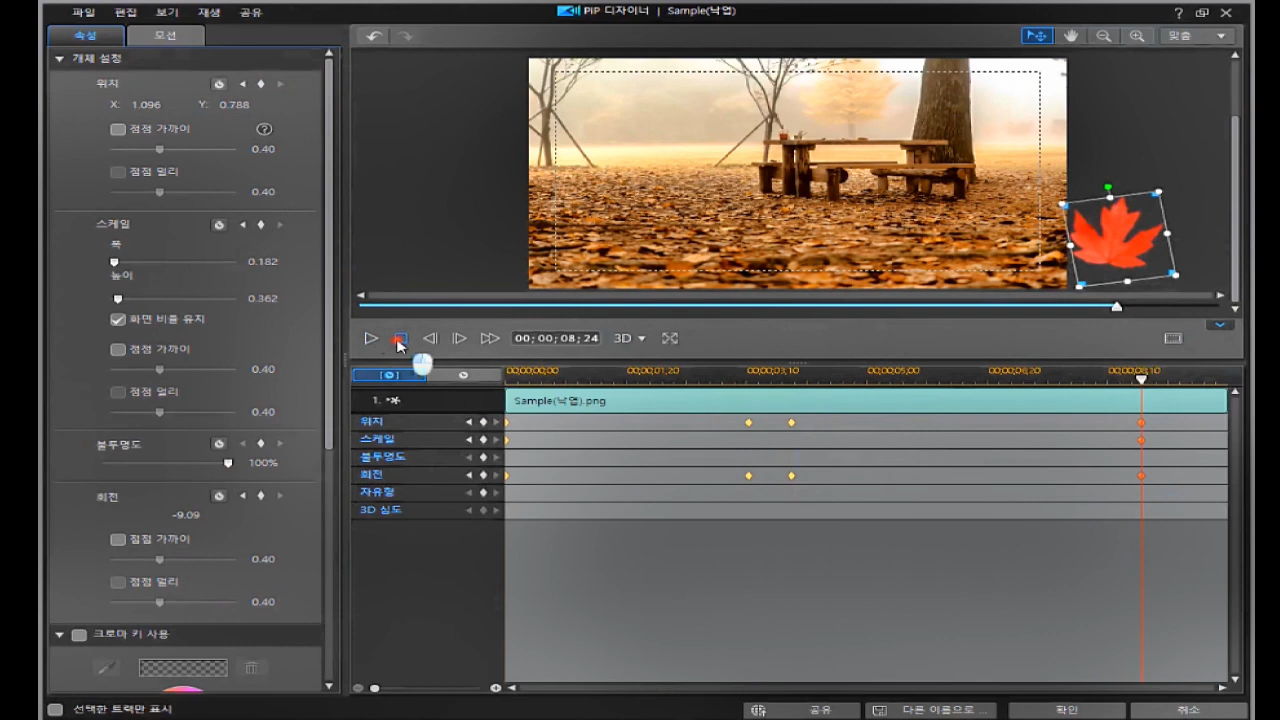 파일 편집 보기 재생 공유
PiP 디자이너 | Sample(낙엽)
속성 모션
맞춤
개체 설정
위치
X: 1.096 Y: 0.788
점점 가까이
0.40
점점 멀리
0.40
스케일
폭
0.182
높이
0.362
화면 비율 유지
점점 가까이
0.40
점점 멀리
0.40
불투명도
100%
회전
-9.09
점점 가까이
0.40
점점 멀리
0.40
크로마 키 사용
00;00;08;24 3D
00;00;00;00 00;00;01;20 00;00;03;10 00;00;05;00 00;00;06;20 00;00;08;10
1.
Sample(낙엽).png
위치
스케일
불투명도
회전
자유형
3D 심도
선택한 트랙만 표시
공유 다른 이름으로 ... 확인 취소